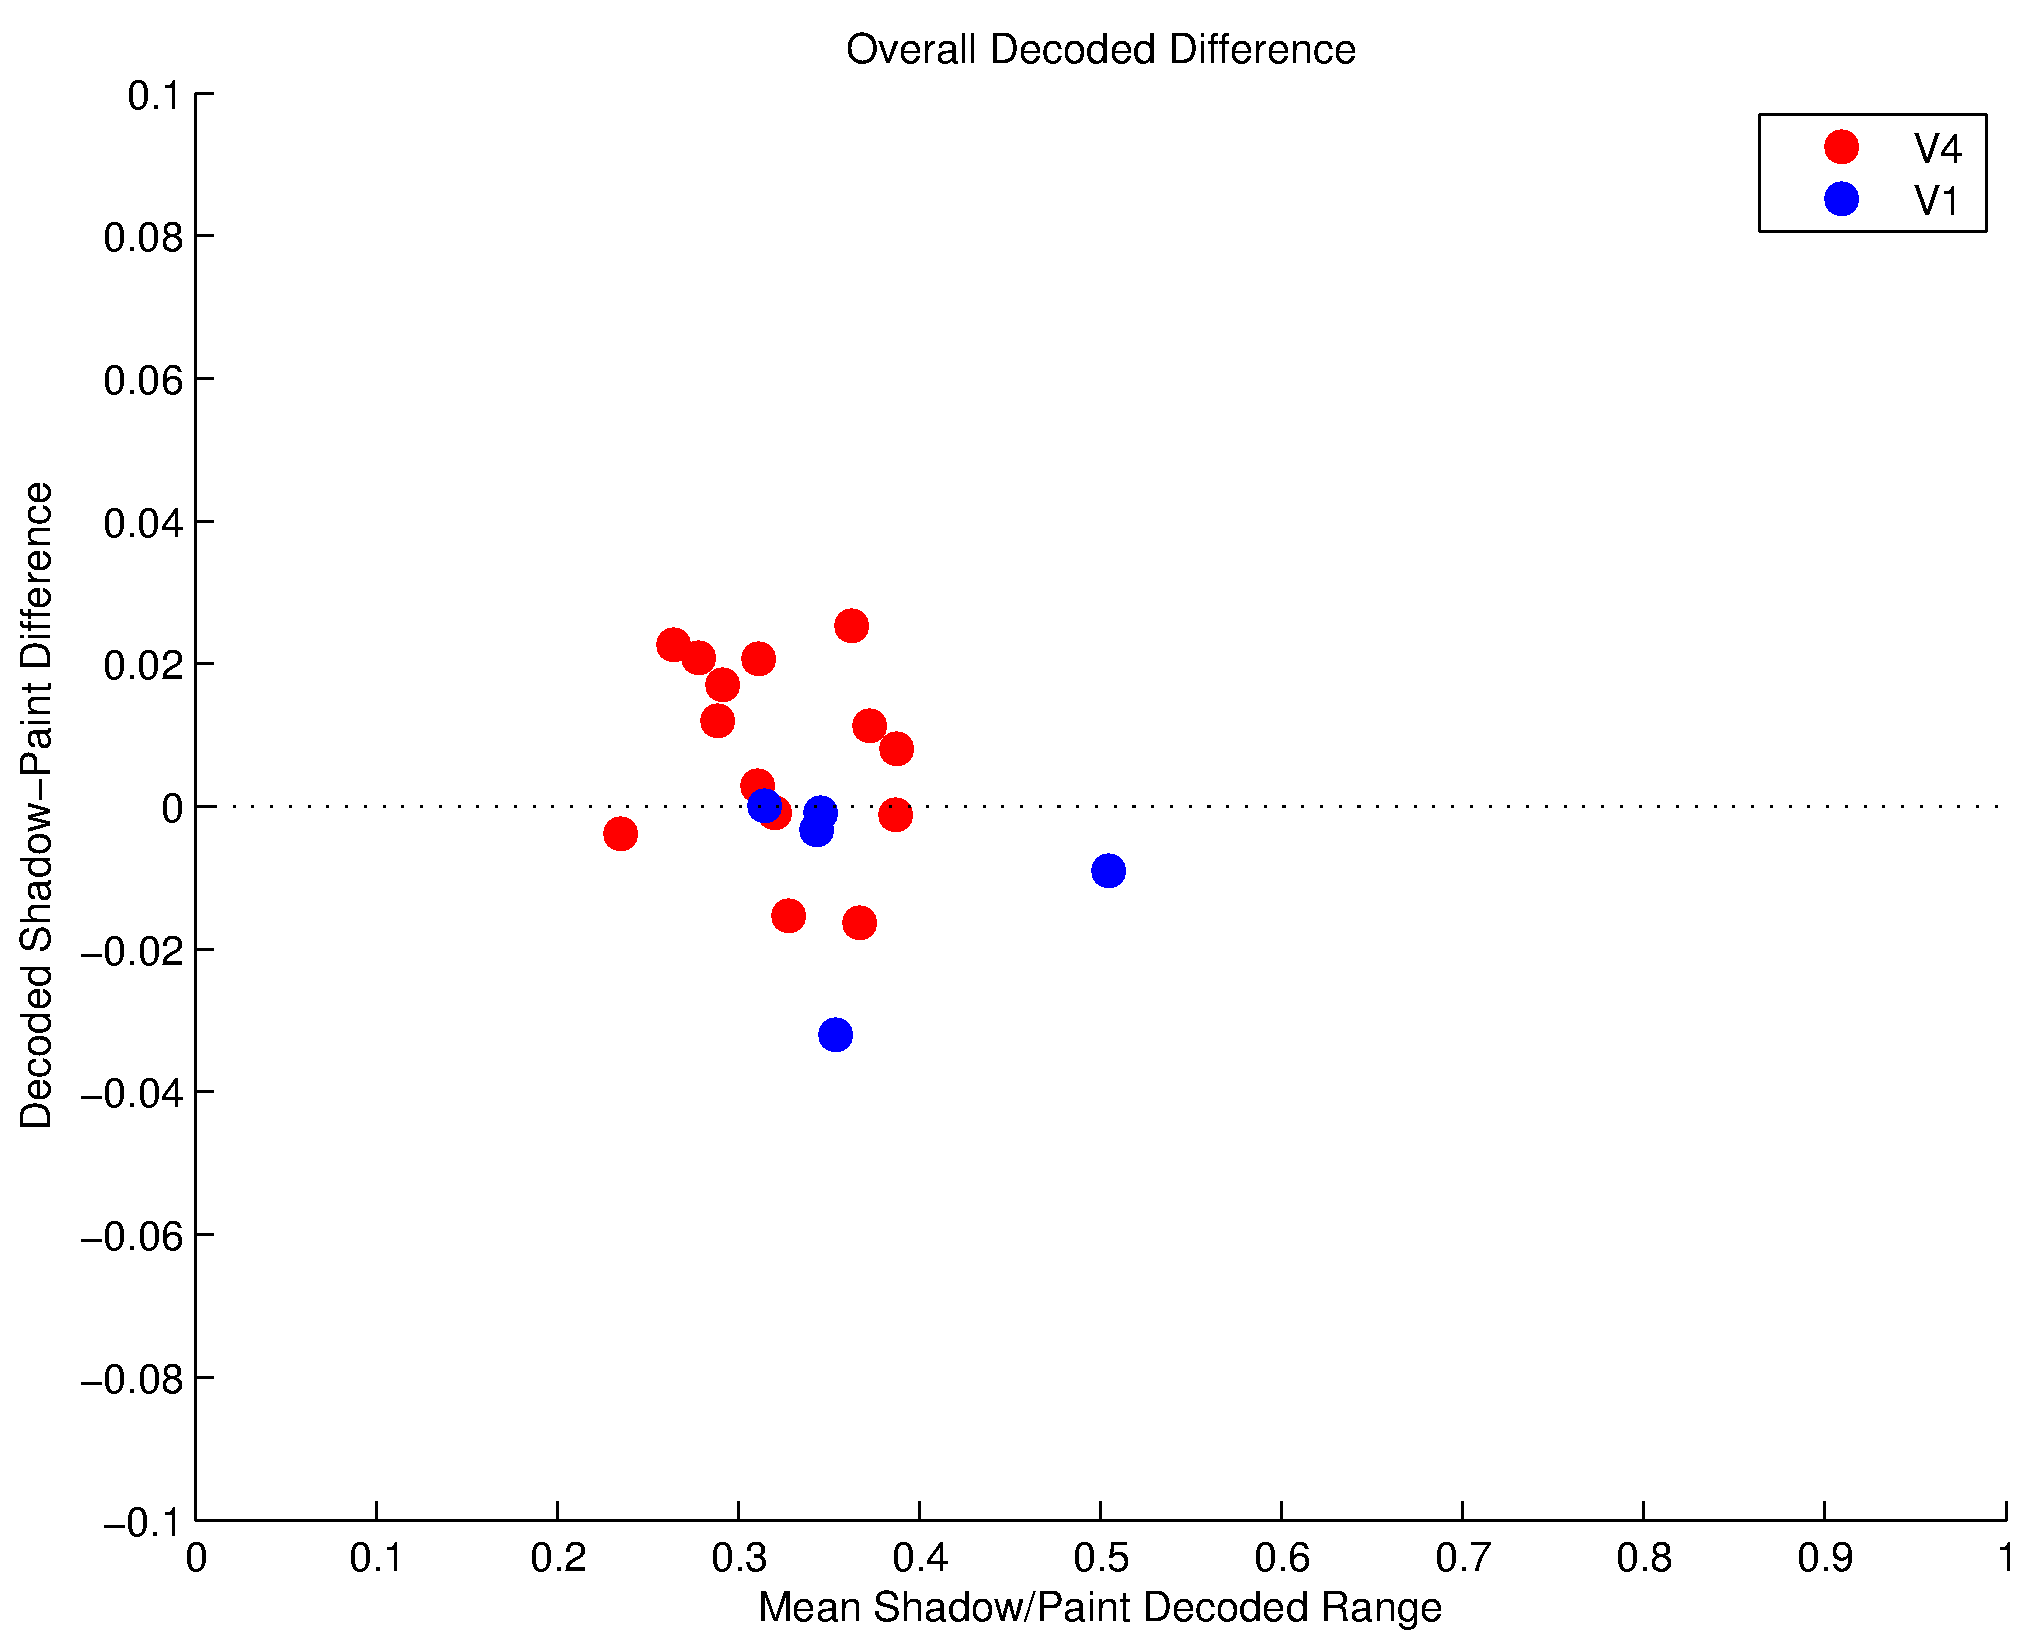 Overall Decoded Difference
V4
V1
0.1
0.08
0.06
0.04
0.02
0
−0.02
−0.04
−0.06
−0.08
−0.1
Decoded Shadow−Paint Difference
0 0.1 0.2 0.3 0.4 0.5 0.6 0.7 0.8 0.9 1
Mean Shadow/Paint Decoded Range